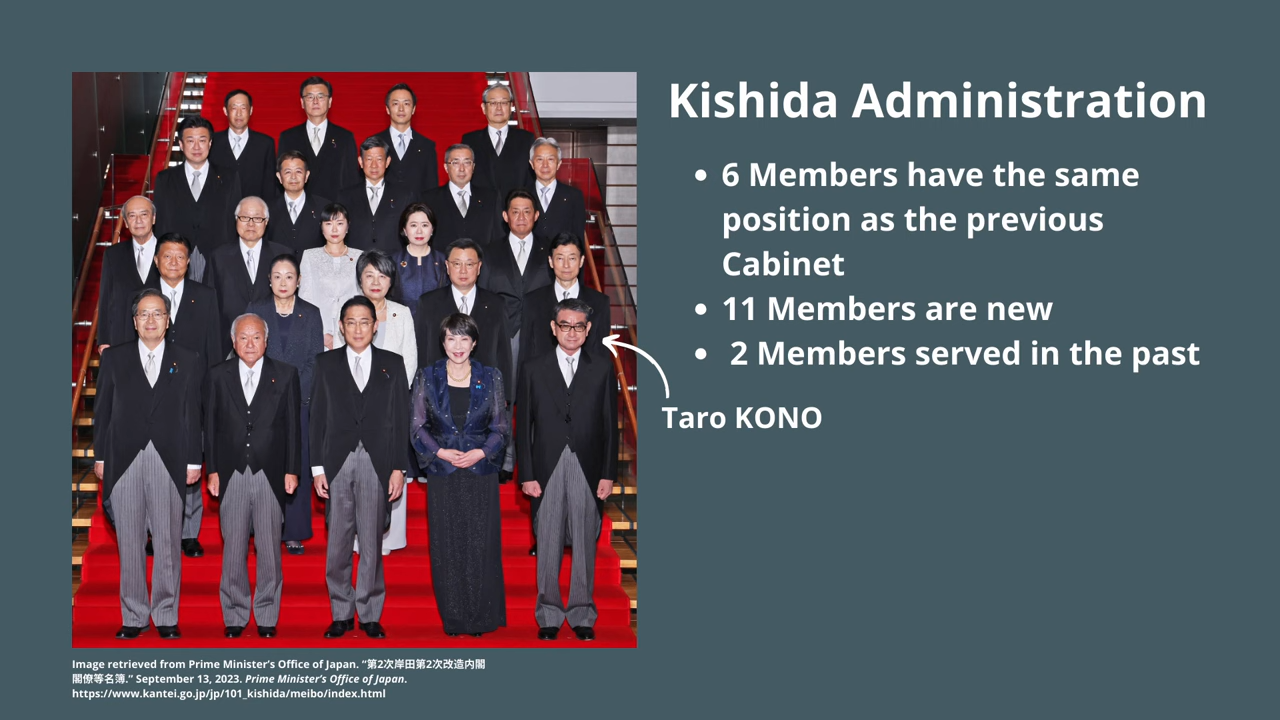 Kishida Administration
• 6 Members have the same
position as the previous
Cabinet
• 11 Members are new
• 2 Members served in the past
Taro KONO
Image retrieved from Prime Minister’s Office of Japan. “第2次岸田第2次改造内閣
閣僚等名簿.” September 13, 2023. Prime Minister’s Office of Japan.
https://www.kantei.go.jp/jp/101_kishida/meibo/index.html